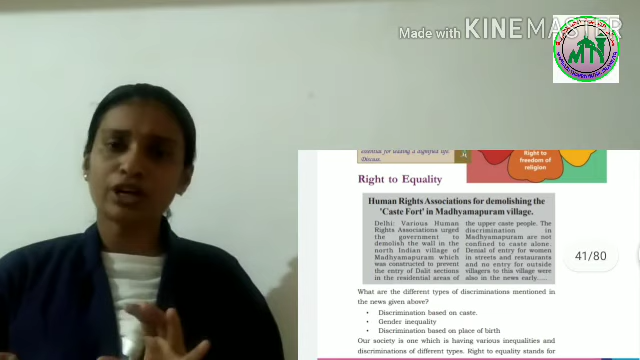 Made with KINEMASTER
MTN
essential for leading a dignified life.
Discuss.
Right to
freedom of
religion
Right to Equality
Human Rights Associations for demolishing the
'Caste Fort' in Madhyamapuram village.
Delhi: Various Human
Rights Associations urged
the government to
demolish the wall in the
north Indian village of
Madhyamapuram which
was constructed to prevent
the entry of Dalit sections
in the residential areas of
the upper caste people. The
discrimination in
Madhyamapuram are not
confined to caste alone.
Denial of entry for women
in streets and restaurants
and no entry for outside
villagers to this village were
also in the news early.....
41/80
What are the different types of discriminations mentioned in
the news given above?
• Discrimination based on caste.
• Gender inequality
• Discrimination based on place of birth
Our society is one which is having various inequalities and
discriminations of different types. Right to equality stands for